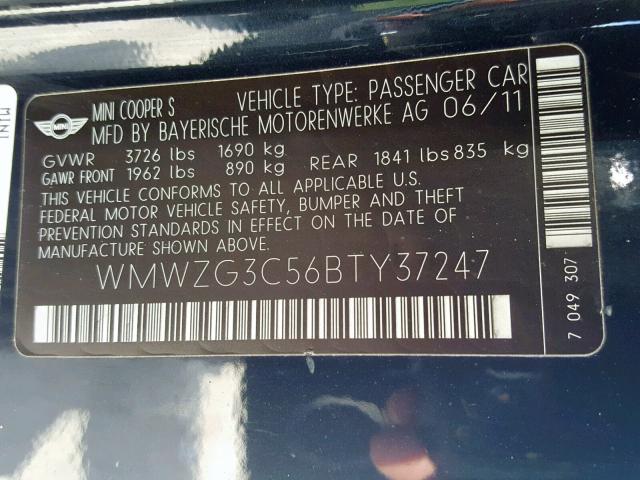 MINI COOPER S VEHICLE TYPE: PASSENGER CAR
MINI
MFD BY BAYERISCHE MOTORENWERKE AG 06/11
GVWR 3726 lbs 1690 kg
GAWR FRONT 1962 lbs 890 kg REAR 1841 lbs 835 kg
THIS VEHICLE CONFORMS TO ALL APPLICABLE U.S.
FEDERAL MOTOR VEHICLE SAFETY, BUMPER AND THEFT
PREVENTION STANDARDS IN EFFECT ON THE DATE OF
MANUFACTURE SHOWN ABOVE.
WMWZG3C56BTY37247
7 049 307